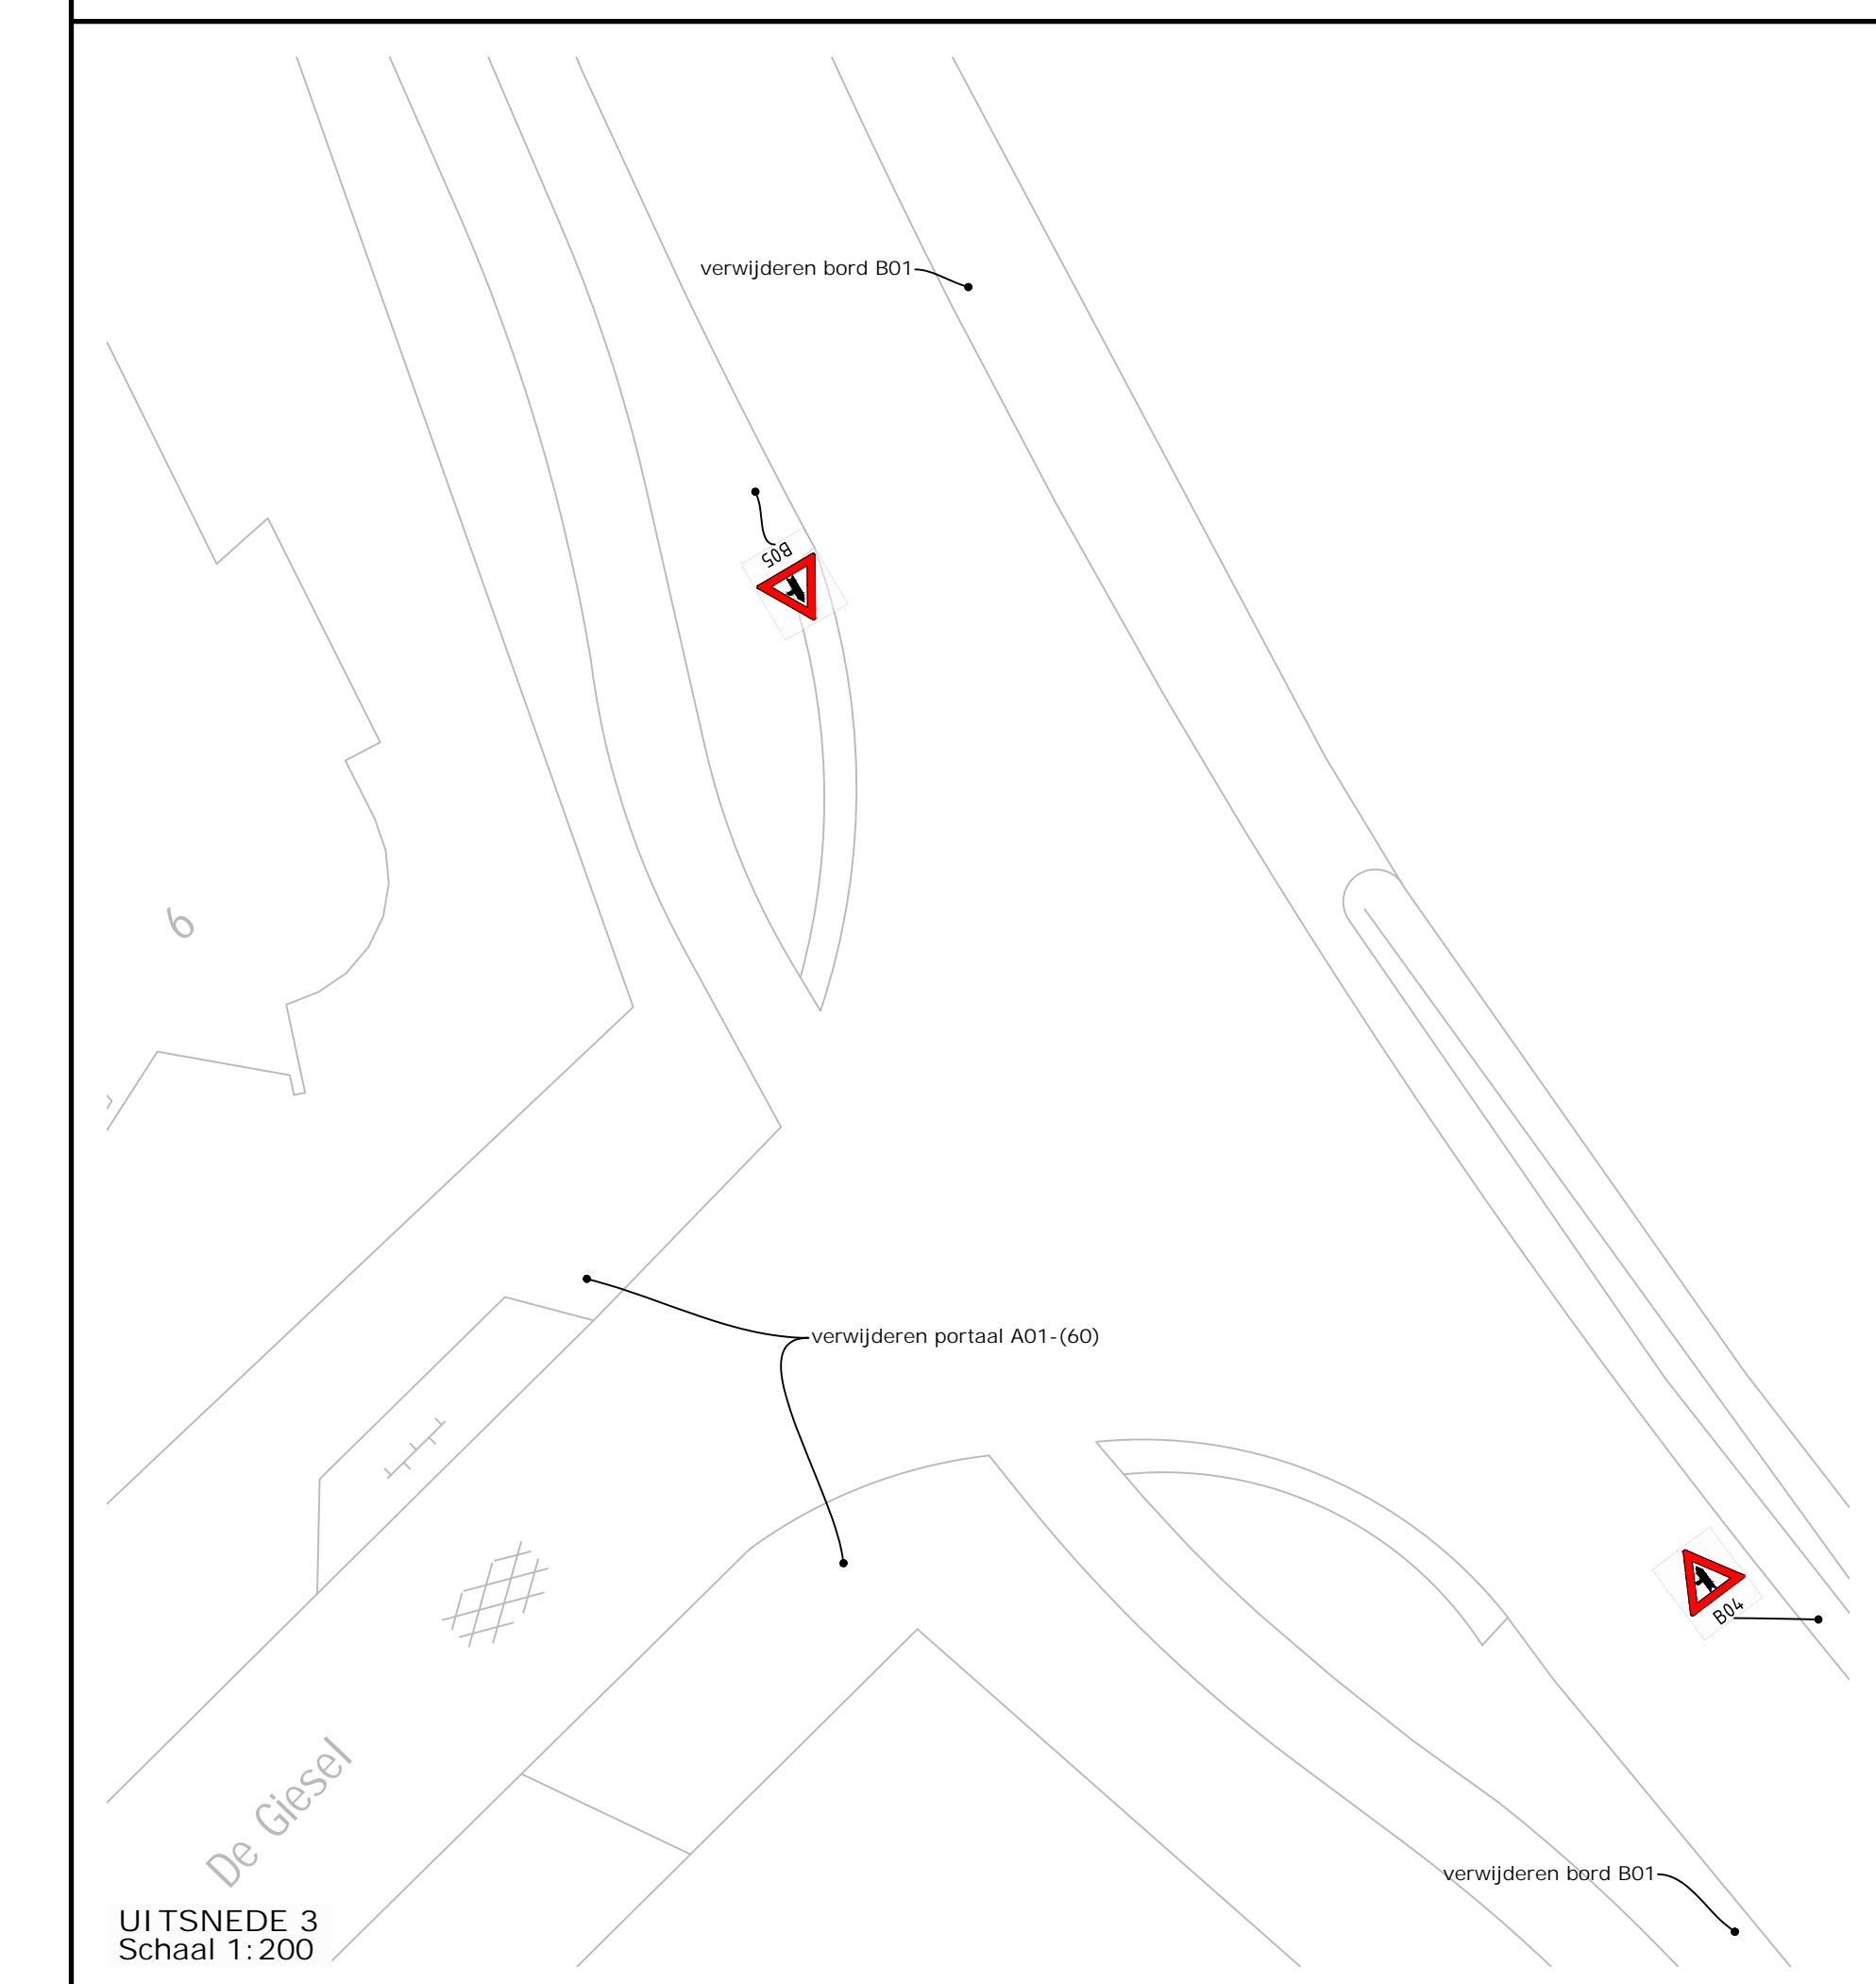 verwijderen bord B01
B05
6
verwijderen portaal A01-(60)
B04
De Giesel
verwijderen bord B01
UITSNEDE 3
Schaal 1:200